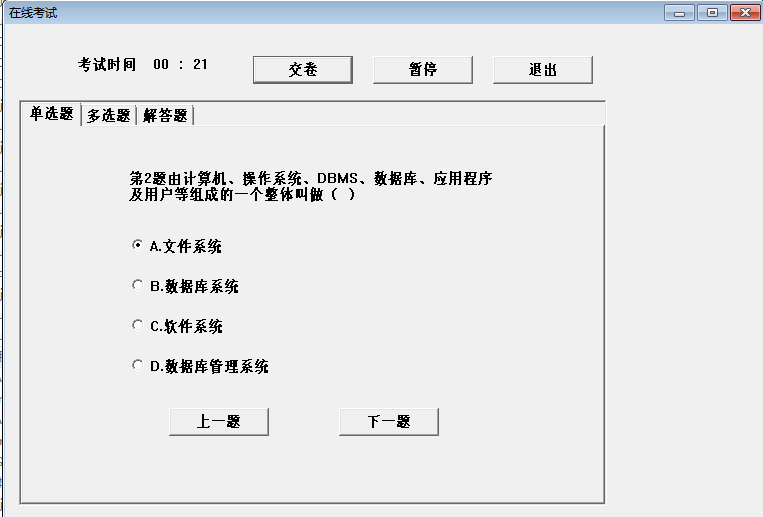 在线考试
考试时间 00 : 21
交卷
暂停
退出
单选题
多选题
解答题
第2题由计算机、操作系统、DBMS、数据库、应用程序
及用户等组成的一个整体叫做（ ）
A.文件系统
B.数据库系统
C.软件系统
D.数据库管理系统
上一题
下一题